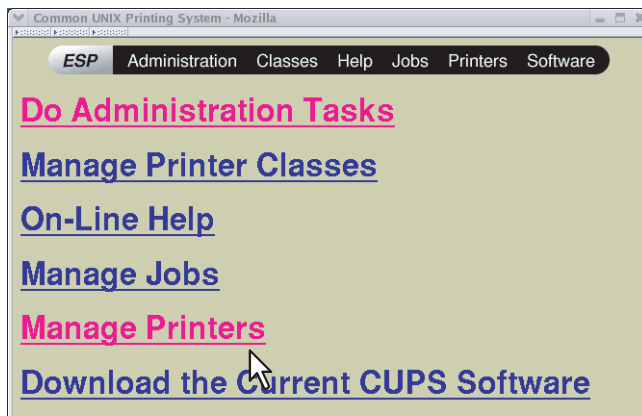 Common UNIX Printing System - Mozilla
ESP Administration Classes Help Jobs Printers Software
Do Administration Tasks
Manage Printer Classes
On-Line Help
Manage Jobs
Manage Printers
Download the Current CUPS Software